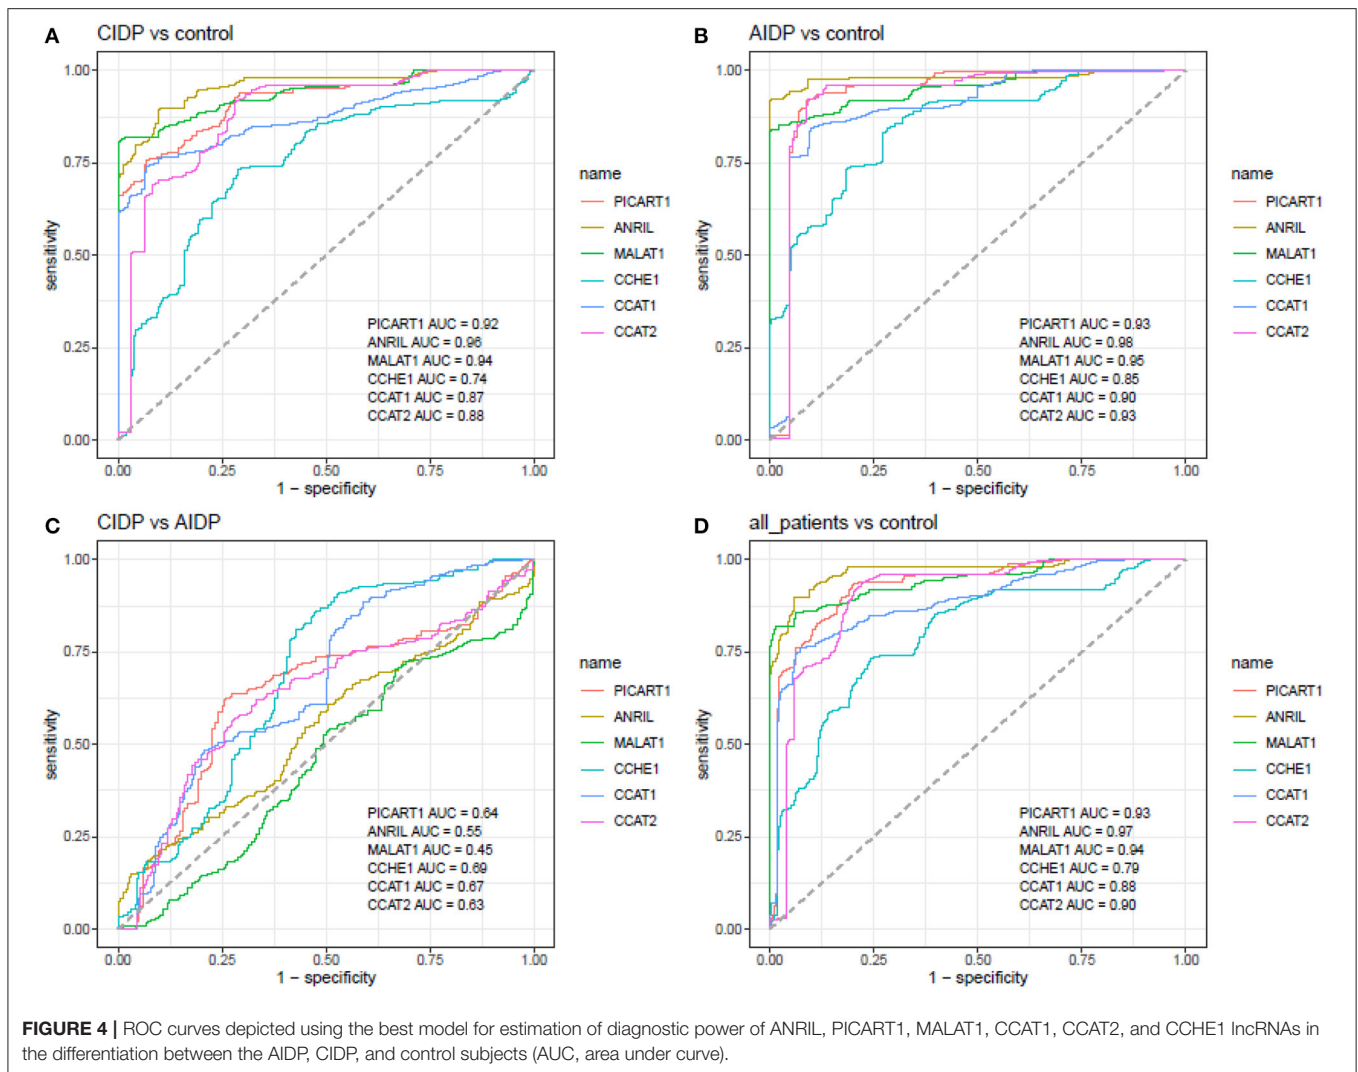 A
CIDP vs control
1.00
0.75
0.50
0.25
0.00
sensitivity
0.00 0.25 0.50 0.75 1.00
1 − specificity
PICART1 AUC = 0.92
ANRIL AUC = 0.96
MALAT1 AUC = 0.94
CCHE1 AUC = 0.74
CCAT1 AUC = 0.87
CCAT2 AUC = 0.88
name
PICART1
ANRIL
MALAT1
CCHE1
CCAT1
CCAT2
B
AIDP vs control
1.00
0.75
0.50
0.25
0.00
sensitivity
0.00 0.25 0.50 0.75 1.00
1 − specificity
PICART1 AUC = 0.93
ANRIL AUC = 0.98
MALAT1 AUC = 0.95
CCHE1 AUC = 0.85
CCAT1 AUC = 0.90
CCAT2 AUC = 0.93
name
PICART1
ANRIL
MALAT1
CCHE1
CCAT1
CCAT2
C
CIDP vs AIDP
1.00
0.75
0.50
0.25
0.00
sensitivity
0.00 0.25 0.50 0.75 1.00
1 − specificity
PICART1 AUC = 0.64
ANRIL AUC = 0.55
MALAT1 AUC = 0.45
CCHE1 AUC = 0.69
CCAT1 AUC = 0.67
CCAT2 AUC = 0.63
name
PICART1
ANRIL
MALAT1
CCHE1
CCAT1
CCAT2
D
all_patients vs control
1.00
0.75
0.50
0.25
0.00
sensitivity
0.00 0.25 0.50 0.75 1.00
1 − specificity
PICART1 AUC = 0.93
ANRIL AUC = 0.97
MALAT1 AUC = 0.94
CCHE1 AUC = 0.79
CCAT1 AUC = 0.88
CCAT2 AUC = 0.90
name
PICART1
ANRIL
MALAT1
CCHE1
CCAT1
CCAT2
FIGURE 4 | ROC curves depicted using the best model for estimation of diagnostic power of ANRIL, PICART1, MALAT1, CCAT1, CCAT2, and CCHE1 lncRNAs in
the differentiation between the AIDP, CIDP, and control subjects (AUC, area under curve).